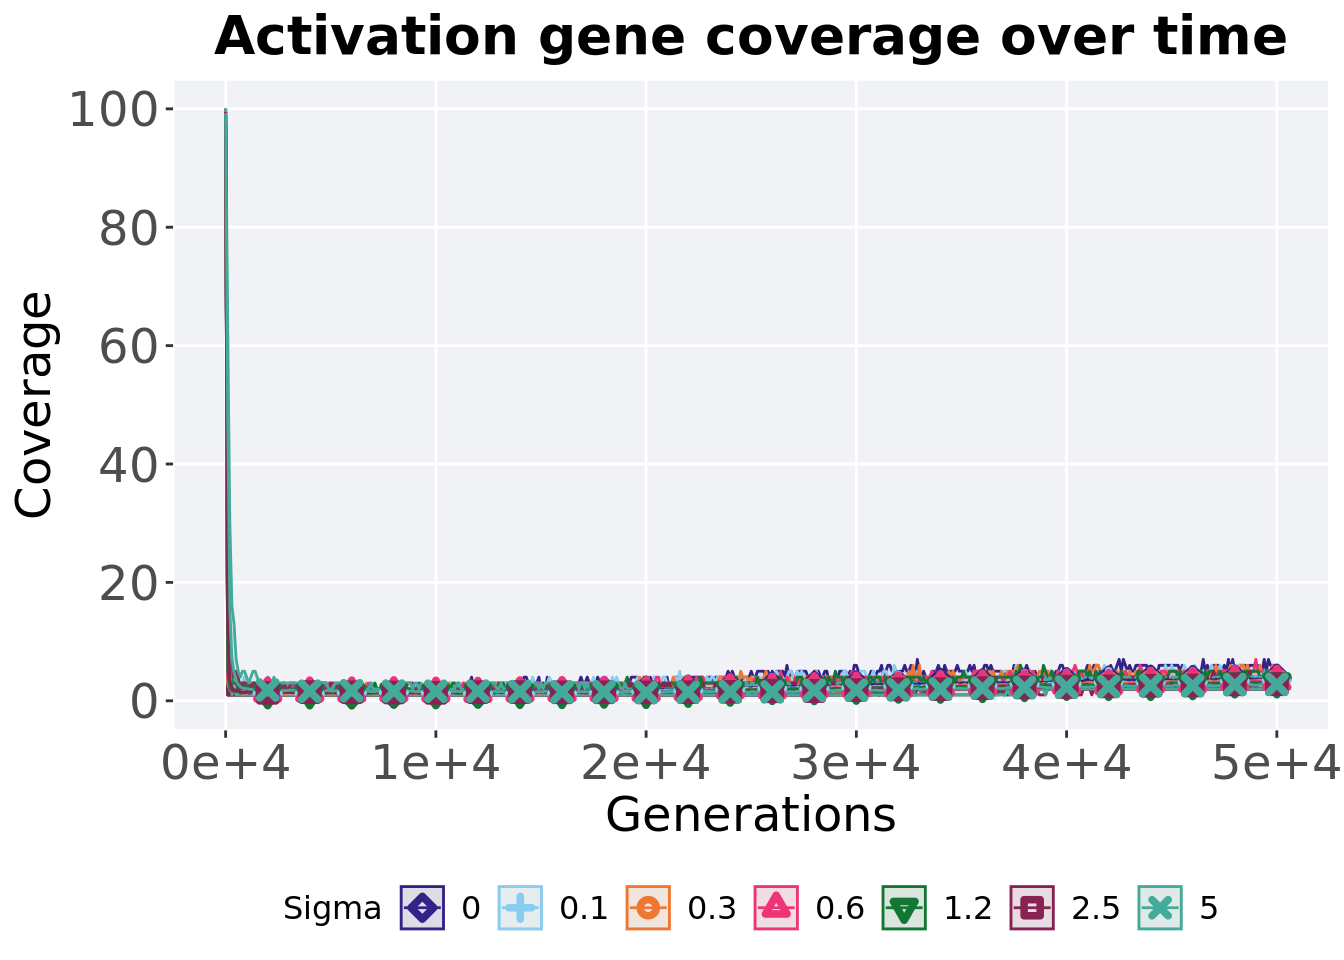 Activation gene coverage over time
100
80
60
40
20
0
Coverage
0e+4 1e+4 2e+4 3e+4 4e+4 5e+4
Generations
Sigma 0 0.1 0.3 0.6 1.2 2.5 5